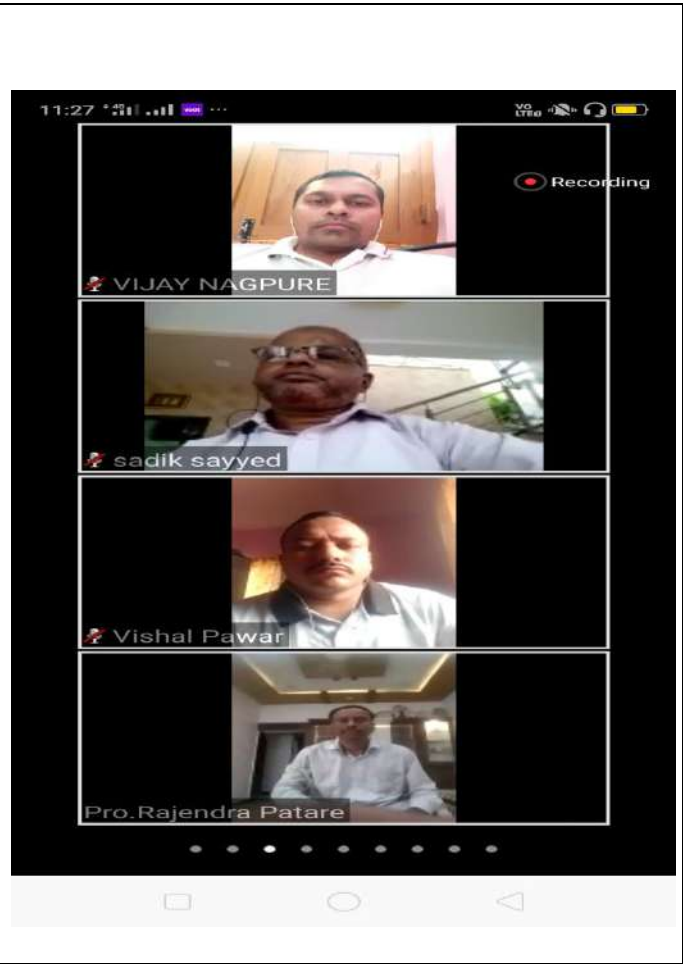 11:27
Recording
VIJAY NAGPURE
sadik sayyed
Vishal Pawar
Pro.Rajendra Patare